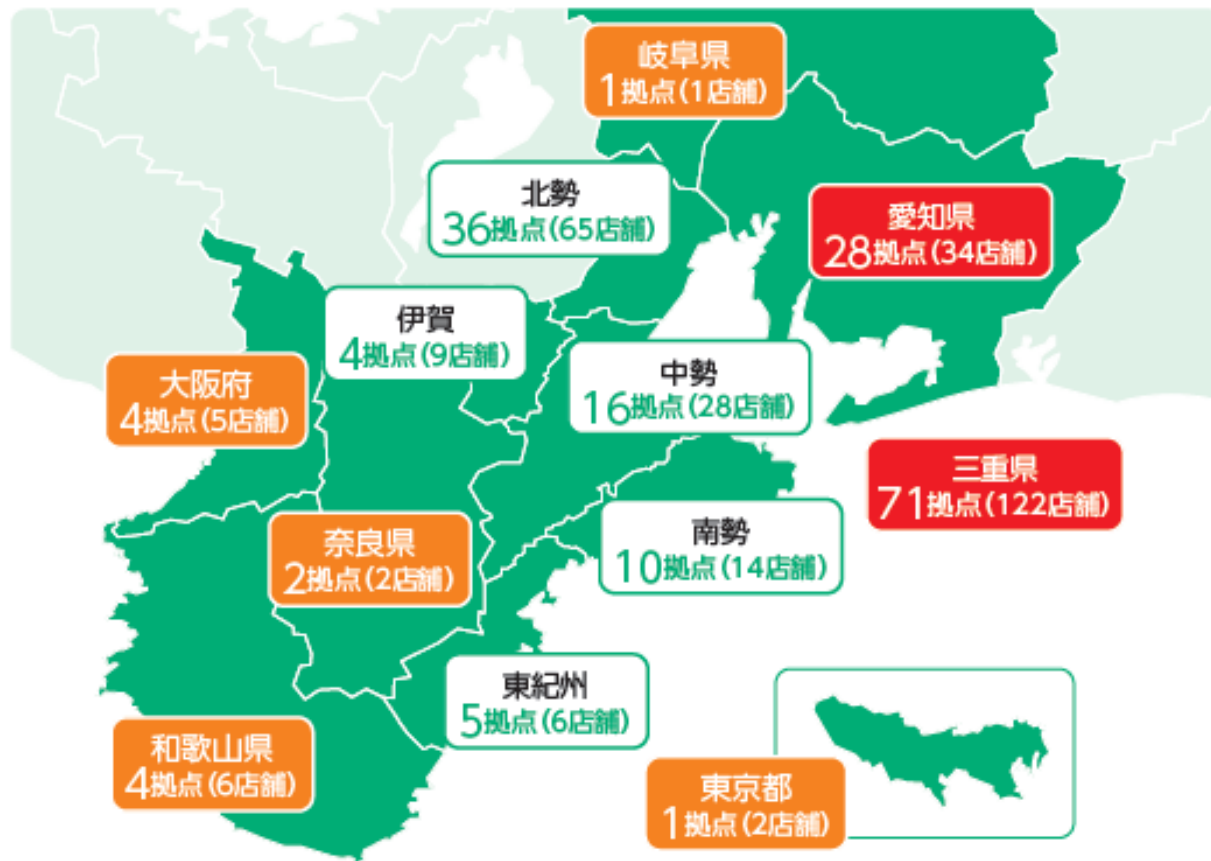 岐阜県
1拠点(1店舗)
北勢
36拠点(65店舗)
愛知県
28拠点(34店舗)
伊賀
4拠点(9店舗)
中勢
16拠点(28店舗)
大阪府
4拠点(5店舗)
三重県
71拠点(122店舗)
南勢
10拠点(14店舗)
奈良県
2拠点(2店舗)
東紀州
5拠点(6店舗)
和歌山県
4拠点(6店舗)
東京都
1拠点(2店舗)